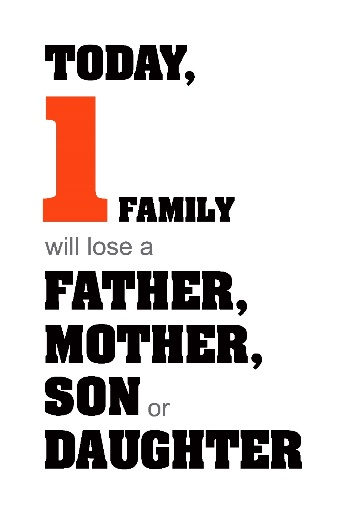 TODAY,
1 FAMILY
will lose a
FATHER,
MOTHER,
SON or
DAUGHTER